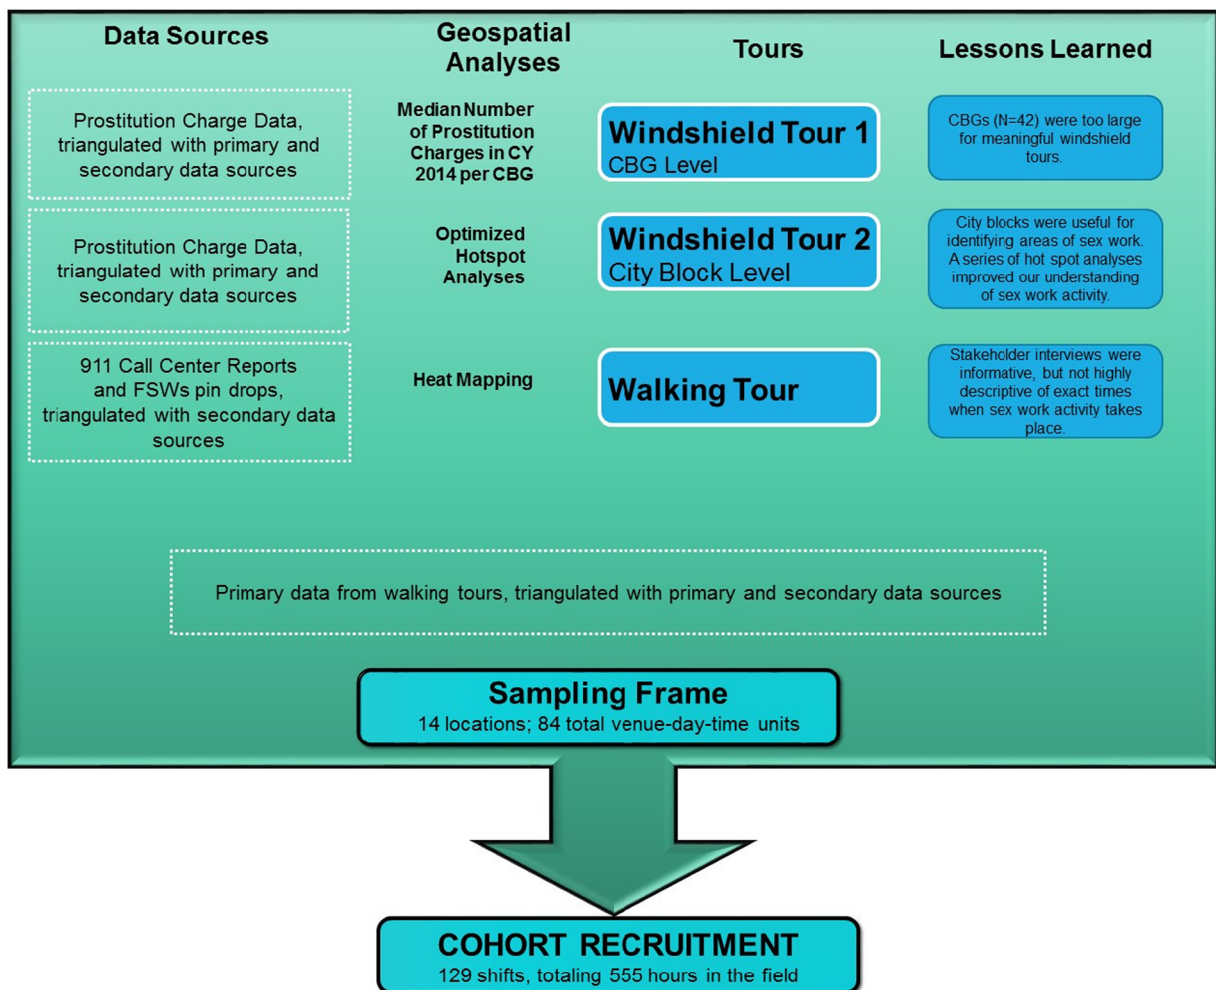 Data Sources
Geospatial
Analyses
Tours
Lessons Learned
Prostitution Charge Data,
triangulated with primary and
secondary data sources
Median Number
of Prostitution
Charges in CY
2014 per CBG
Windshield Tour 1
CBG Level
CBGs (N=42) were too large
for meaningful windshield
tours.
Prostitution Charge Data,
triangulated with primary and
secondary data sources
Optimized
Hotspot
Analyses
Windshield Tour 2
City Block Level
City blocks were useful for
identifying areas of sex work.
A series of hot spot analyses
improved our understanding
of sex work activity.
911 Call Center Reports
and FSWs pin drops,
triangulated with secondary data
sources
Heat Mapping
Walking Tour
Stakeholder interviews were
informative, but not highly
descriptive of exact times
when sex work activity takes
place.
Primary data from walking tours, triangulated with primary and secondary data sources
Sampling Frame
14 locations; 84 total venue-day-time units
COHORT RECRUITMENT
129 shifts, totaling 555 hours in the field